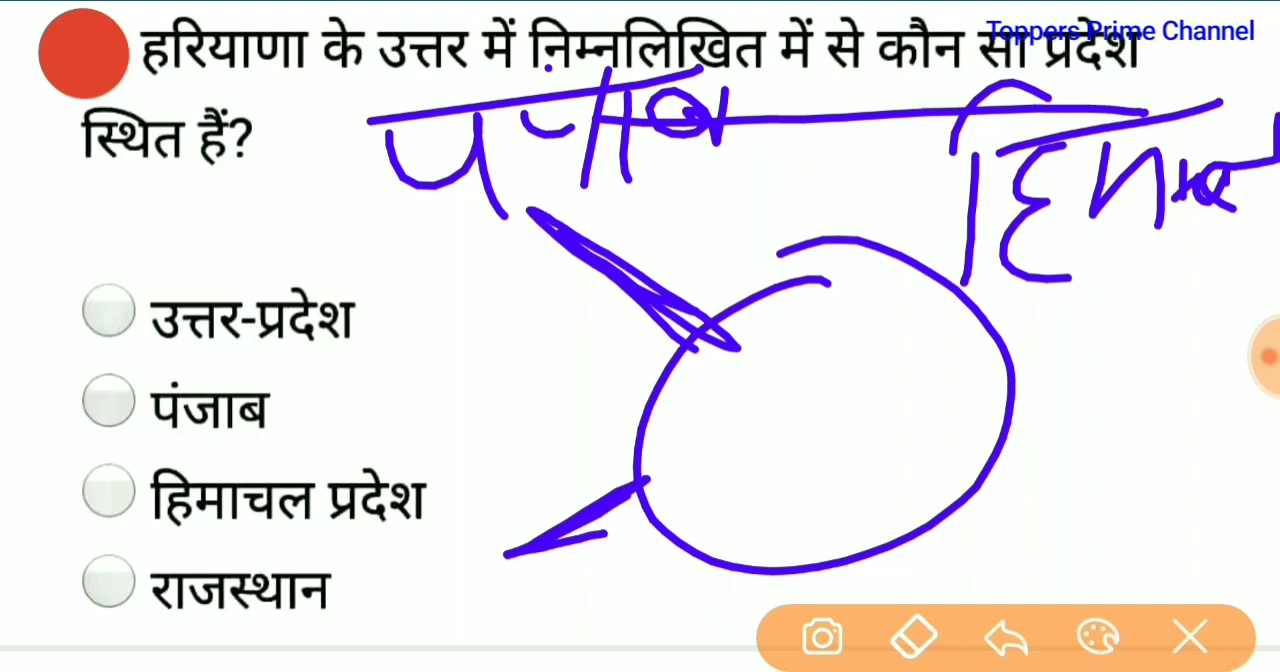 हरियाणा के उत्तर में निम्नलिखित में से कौन सा प्रदेश
Toppers Prime Channel
स्थित हैं?
पंजाब
उत्तर-प्रदेश
पंजाब
हिमाचल प्रदेश
राजस्थान